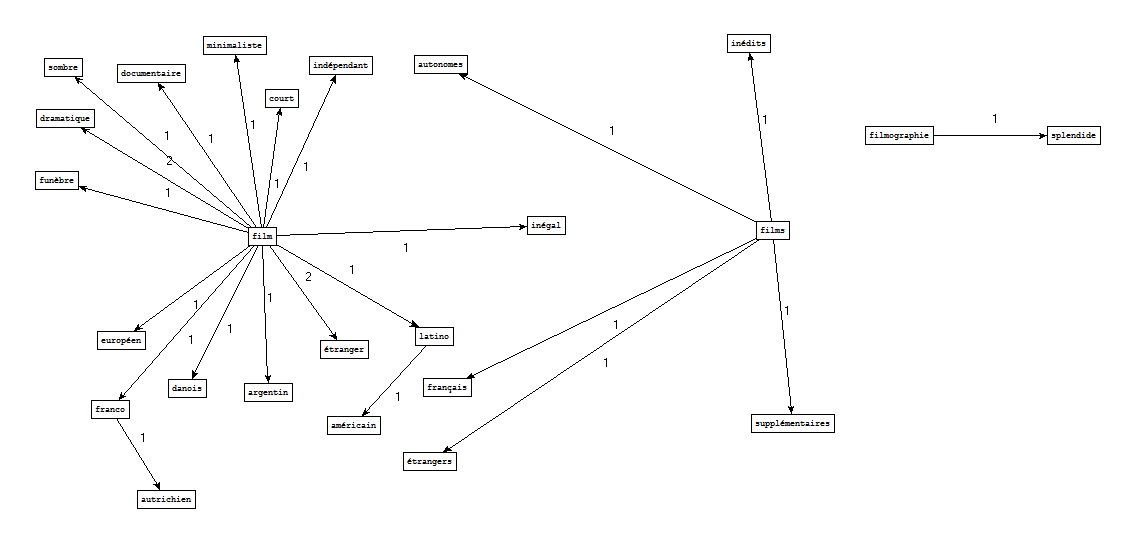 minimaliste
inédits
sombre
documentaire
indépendant
autonomes
court
dramatique
1
1
1
1
1
1
filmographie
splendide
2
1
funèbre
1
1
1
inégal
film
films
1
1
2
1
1
1
1
1
1
1
européen
latino
étranger
1
danois
argentin
français
1
franco
américain
supplémentaires
1
étrangers
autrichien